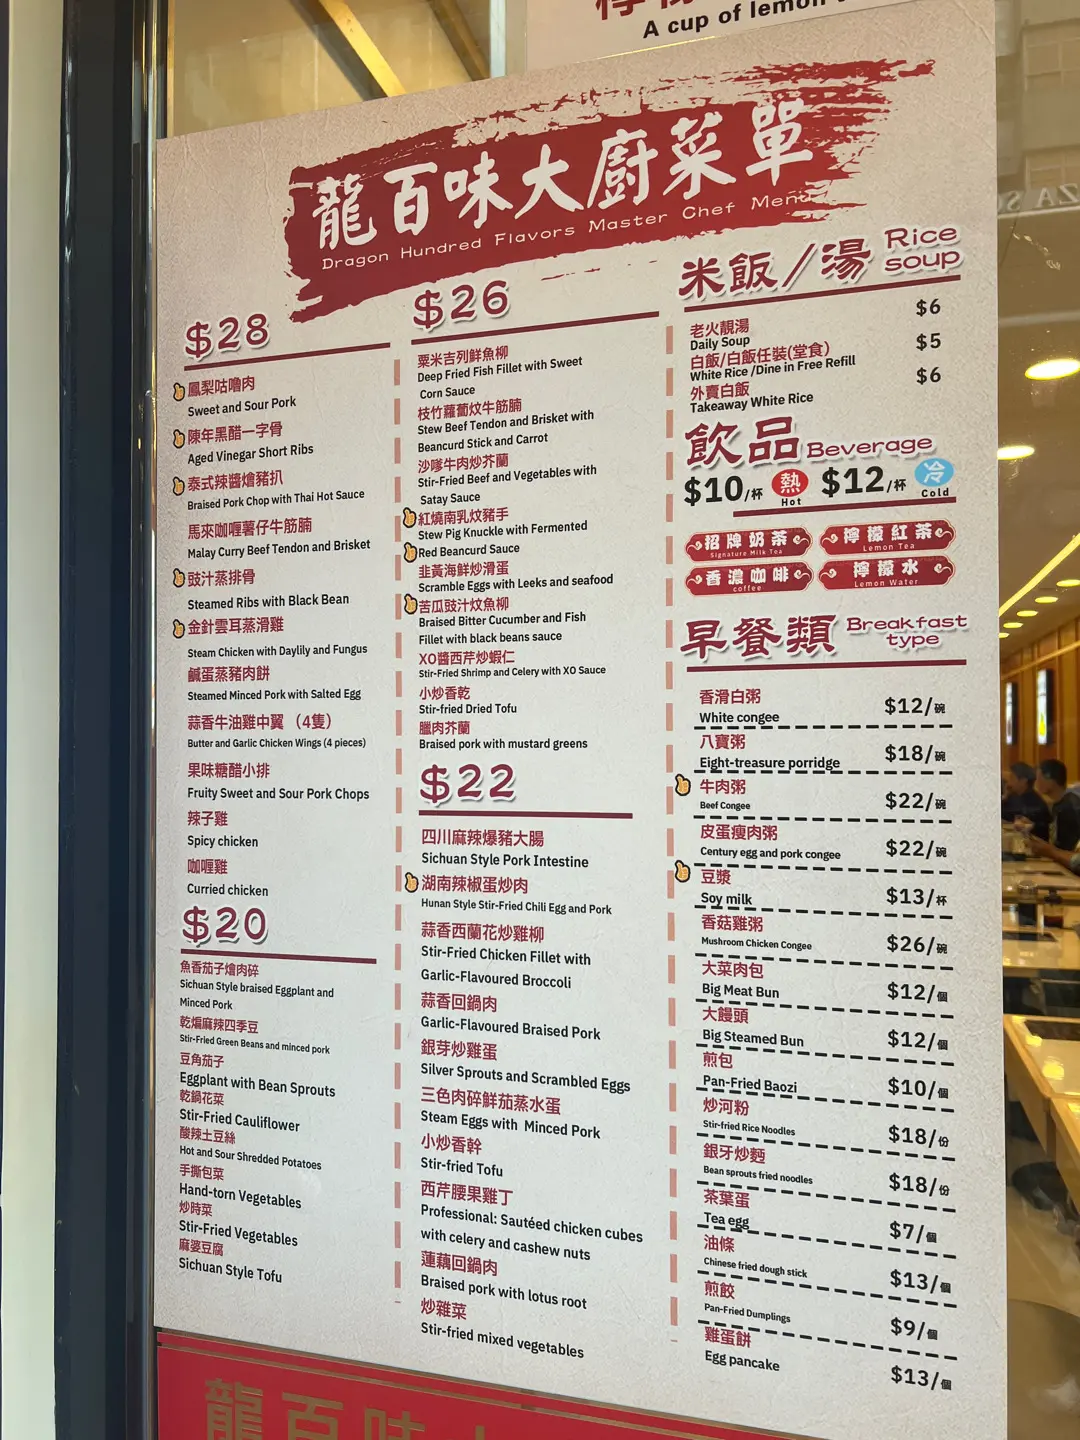 A cup of lemon
龍百味大廚菜單
Dragon Hundred Flavors Master Chef Menu
$28
鳳梨咕嚕肉
Sweet and Sour Pork
陳年黑醋一字骨
Aged Vinegar Short Ribs
泰式辣醬燴豬扒
Braised Pork Chop with Thai Hot Sauce
馬來咖喱薯仔牛筋腩
Malay Curry Beef Tendon and Brisket
豉汁蒸排骨
Steamed Ribs with Black Bean
金針雲耳蒸滑雞
Steam Chicken with Daylily and Fungus
鹹蛋蒸豬肉餅
Steamed Minced Pork with Salted Egg
蒜香牛油雞中翼（4隻）
Butter and Garlic Chicken Wings (4 pieces)
果味糖醋小排
Fruity Sweet and Sour Pork Chops
辣子雞
Spicy chicken
咖喱雞
Curried chicken
$20
魚香茄子燴肉碎
Sichuan Style braised Eggplant and
Minced Pork
乾煸麻辣四季豆
Stir-Fried Green Beans and minced pork
豆角茄子
Eggplant with Bean Sprouts
乾鍋花菜
Stir-Fried Cauliflower
酸辣土豆絲
Hot and Sour Shredded Potatoes
手撕包菜
Hand-torn Vegetables
炒時菜
Stir-Fried Vegetables
麻婆豆腐
Sichuan Style Tofu
$26
粟米吉列鮮魚柳
Deep Fried Fish Fillet with Sweet
Corn Sauce
枝竹蘿蔔炆牛筋腩
Stew Beef Tendon and Brisket with
Beancurd Stick and Carrot
沙嗲牛肉炒芥蘭
Stir-Fried Beef and Vegetables with
Satay Sauce
紅燒南乳炆豬手
Stew Pig Knuckle with Fermented
Red Beancurd Sauce
韭黃海鮮炒滑蛋
Scramble Eggs with Leeks and seafood
苦瓜豉汁炆魚柳
Braised Bitter Cucumber and Fish
Fillet with black beans sauce
XO醬西芹炒蝦仁
Stir-Fried Shrimp and Celery with XO Sauce
小炒香乾
Stir-fried Dried Tofu
臘肉芥蘭
Braised pork with mustard greens
$22
四川麻辣爆豬大腸
Sichuan Style Pork Intestine
湖南辣椒蛋炒肉
Hunan Style Stir-Fried Chili Egg and Pork
蒜香西蘭花炒雞柳
Stir-Fried Chicken Fillet with
Garlic-Flavoured Broccoli
蒜香回鍋肉
Garlic-Flavoured Braised Pork
銀芽炒雞蛋
Silver Sprouts and Scrambled Eggs
三色肉碎鮮茄蒸水蛋
Steam Eggs with Minced Pork
小炒香幹
Stir-fried Tofu
西芹腰果雞丁
Professional: Sautéed chicken cubes
with celery and cashew nuts
蓮藕回鍋肉
Braised pork with lotus root
炒雜菜
Stir-fried mixed vegetables
米飯/湯 Rice soup
老火靚湯 $6
Daily Soup
白飯/白飯任裝(堂食) $5
White Rice /Dine in Free Refill
外賣白飯 $6
Takeaway White Rice
飲品 Beverage
$10/杯 熱 Hot $12/杯 冷 Cold
招牌奶茶 Signature Milk Tea
檸檬紅茶 Lemon Tea
香濃咖啡 coffee
檸檬水 Lemon Water
早餐類 Breakfast type
香滑白粥 $12/碗
White congee
八寶粥 $18/碗
Eight-treasure porridge
牛肉粥 $22/碗
Beef Congee
皮蛋瘦肉粥 $22/碗
Century egg and pork congee
豆漿 $13/杯
Soy milk
香菇雞粥 $26/碗
Mushroom Chicken Congee
大菜肉包 $12/個
Big Meat Bun
大饅頭 $12/個
Big Steamed Bun
煎包 $10/個
Pan-Fried Baozi
炒河粉 $18/份
Stir-fried Rice Noodles
銀牙炒麪 $18/份
Bean sprouts fried noodles
茶葉蛋 $7/個
Tea egg
油條 $13/個
Chinese fried dough stick
煎餃 $9/個
Pan-Fried Dumplings
雞蛋餅 $13/個
Egg pancake
龍百味